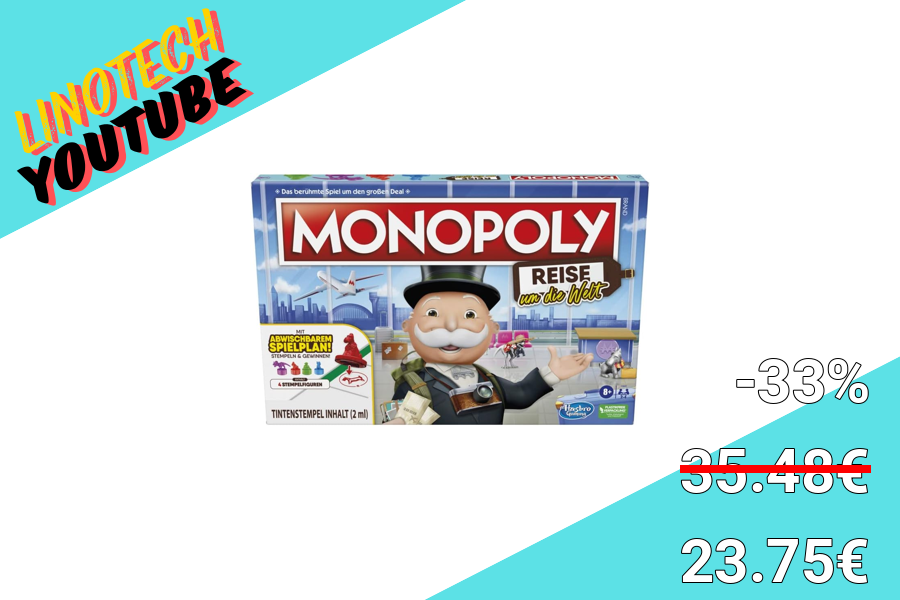 LINOTECH
YOUTUBE
Das berühmte Spiel um den großen Deal
BRAND
MONOPOLY
REISE
um die Welt
MIT
ABWISCHBAREM
SPIELPLAN!
STEMPELN & GEWINNEN!
4 STEMPELFIGUREN
TINTENSTEMPEL INHALT (2 ml)
8+
Hasbro
Gaming
-33%
35.48€
23.75€